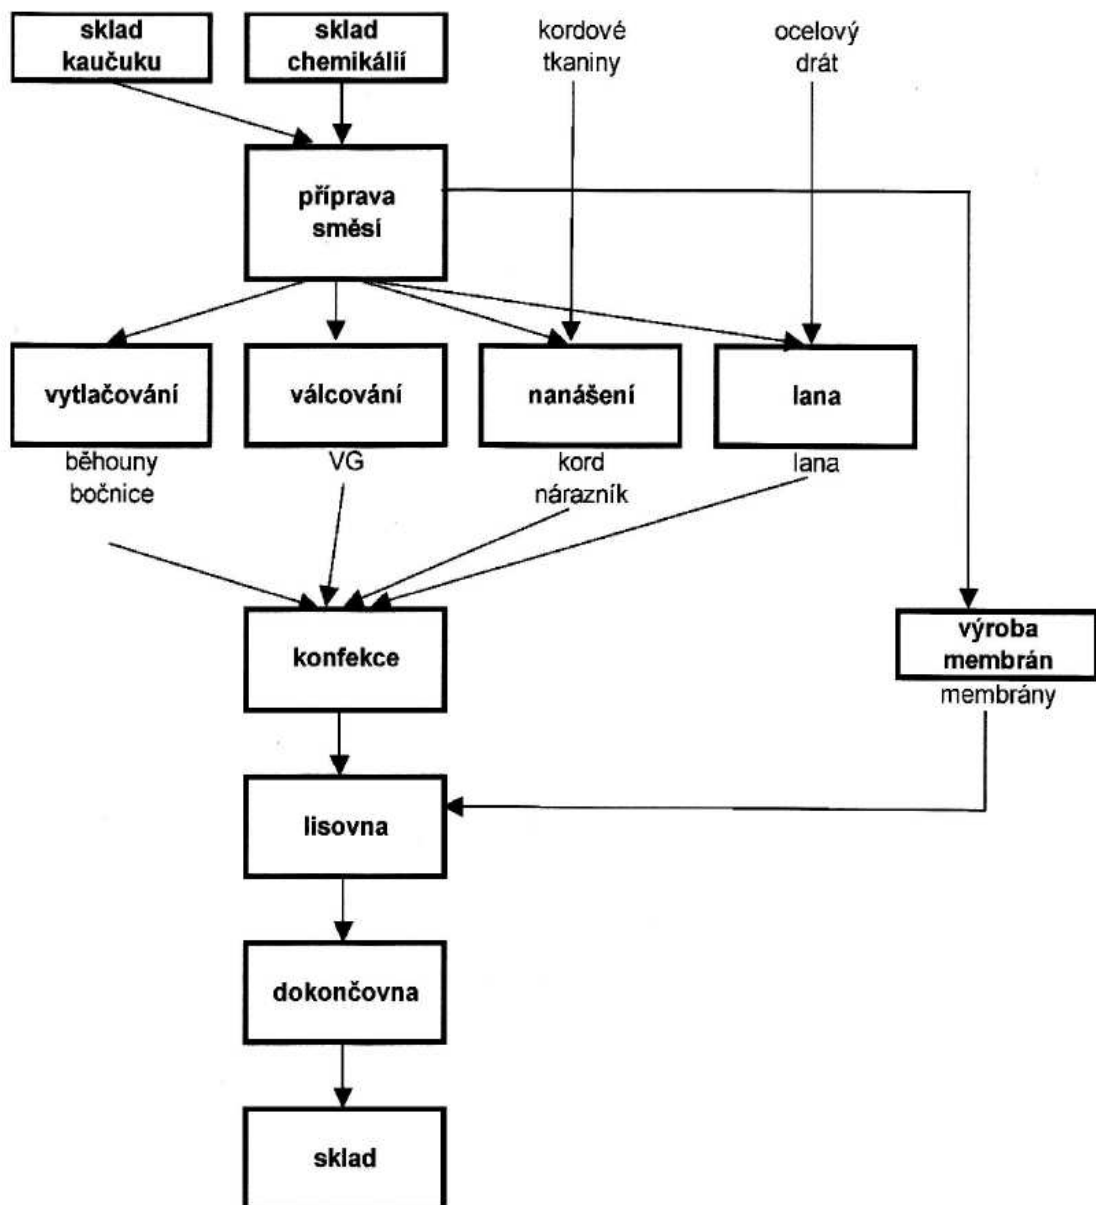 sklad
kaučuku
sklad
chemikálií
kordové
tkaniny
ocelový
drát
příprava
směsí
vytlačování
válcování
nanášení
lana
běhouny
bočnice
VG
kord
nárazník
lana
konfekce
výroba
membrán
membrány
lisovna
dokončovna
sklad